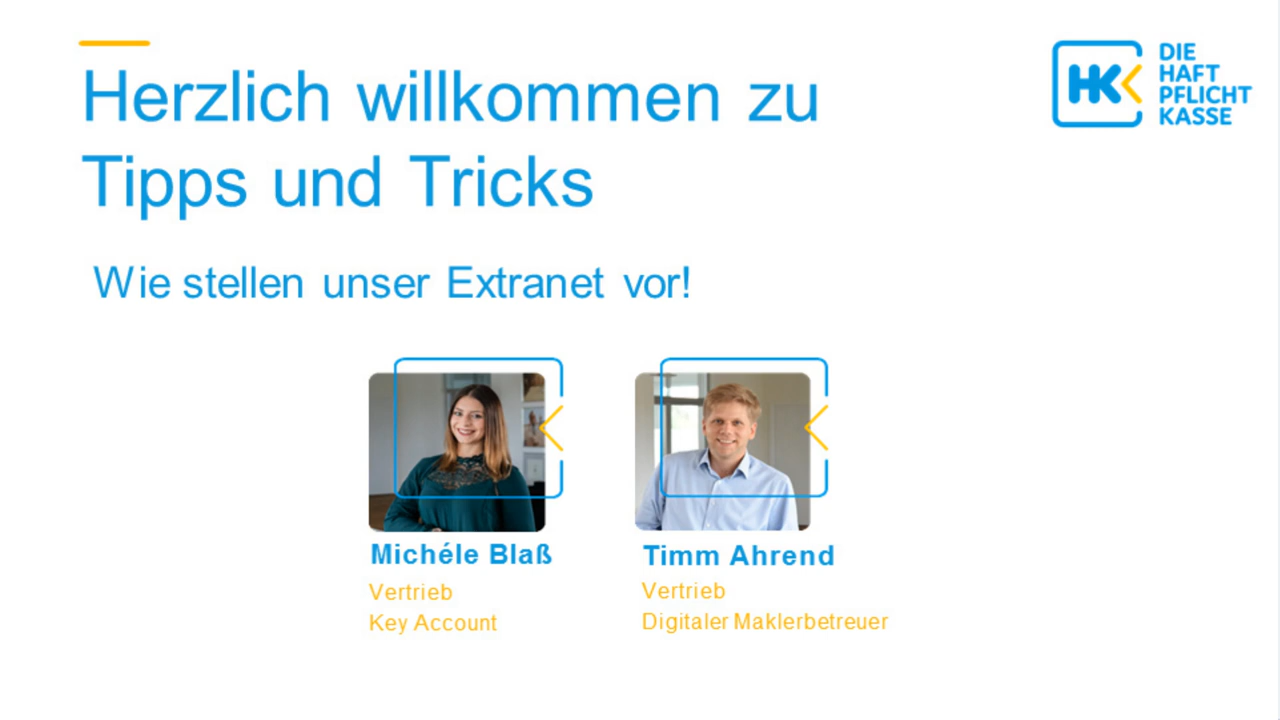 Herzlich willkommen zu
Tipps und Tricks
HK
DIE
HAFT
PFLICHT
KASSE
Wie stellen unser Extranet vor!
Michéle Blaß
Vertrieb
Key Account
Timm Ahrend
Vertrieb
Digitaler Maklerbetreuer